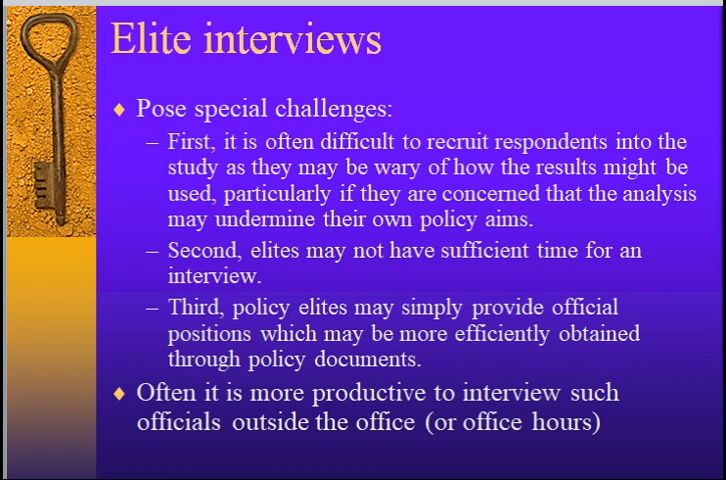 Elite interviews
♦ Pose special challenges:
– First, it is often difficult to recruit respondents into the
study as they may be wary of how the results might be
used, particularly if they are concerned that the analysis
may undermine their own policy aims.
– Second, elites may not have sufficient time for an
interview.
– Third, policy elites may simply provide official
positions which may be more efficiently obtained
through policy documents.
♦ Often it is more productive to interview such
officials outside the office (or office hours)